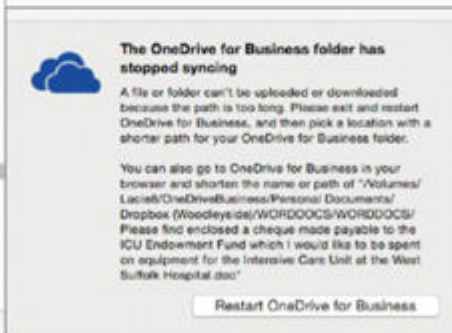 The OneDrive for Business folder has
stopped syncing
A file or folder can't be uploaded or downloaded
because the path is too long. Please exit and restart
OneDrive for Business, and then pick a location with a
shorter path for your OneDrive for Business folder.
You can also go to OneDrive for Business in your
browser and shorten the name or path of "/Volumes/
Lacie8/OneDriveBusiness/Personal Documents/
Dropbox (Woodleyside)/WORDDOCS/WORDDOCS/
Please find enclosed a cheque made payable to the
ICU Endowment Fund which I would like to be spent
on equipment for the Intensive Care Unit at the West
Suffolk Hospital.doc"
Restart OneDrive for Business